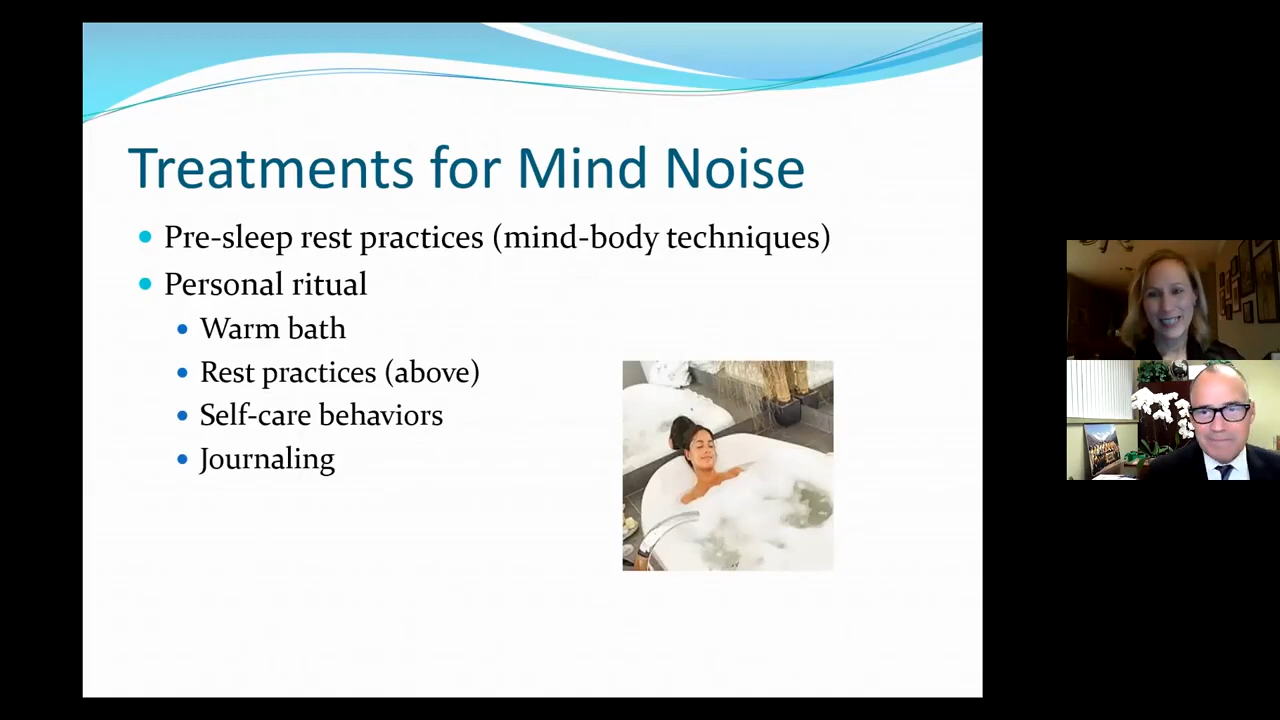 Treatments for Mind Noise
Pre-sleep rest practices (mind-body techniques)
Personal ritual
Warm bath
Rest practices (above)
Self-care behaviors
Journaling